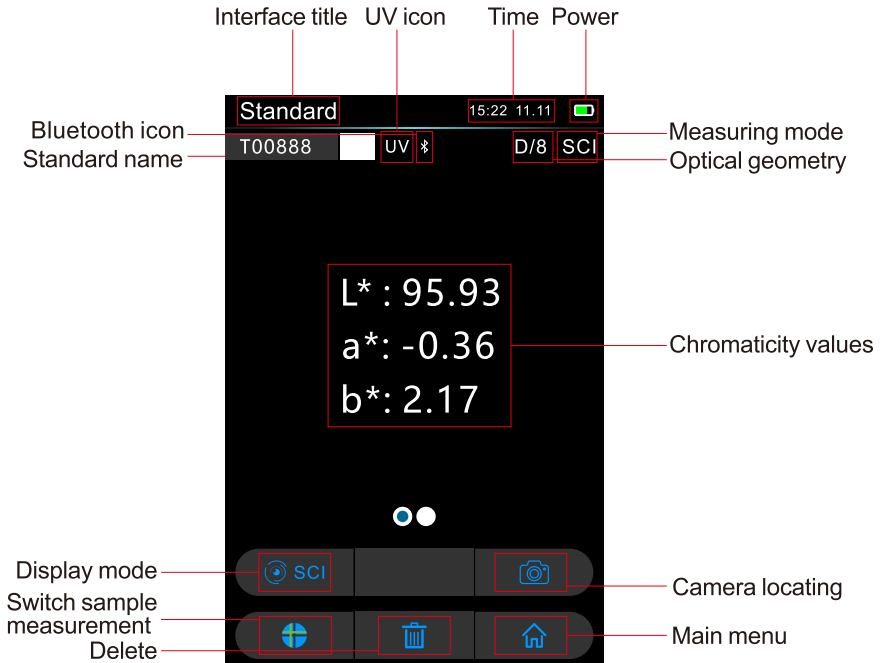 Interface title UV icon Time Power
Standard 15:22 11.11
Bluetooth icon
Measuring mode
Standard name T00888 UV D/8 SCI
Optical geometry
L* : 95.93
a*: -0.36
Chromaticity values
b*: 2.17
Display mode SCI
Camera locating
Switch sample
measurement
Main menu
Delete